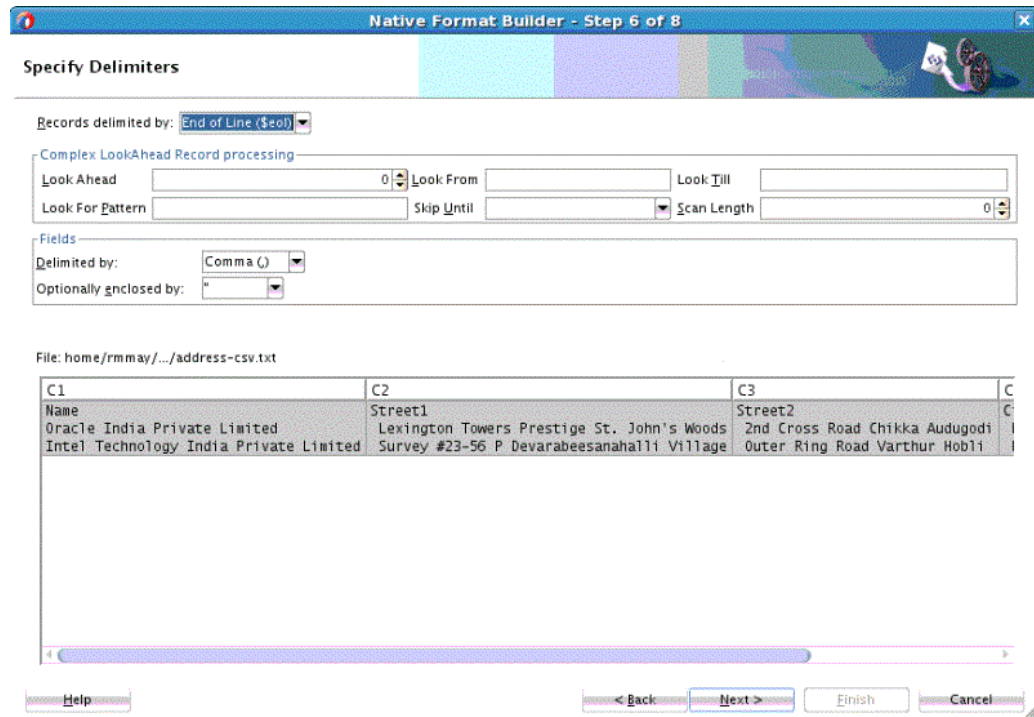 Native Format Builder - Step 6 of 8
Specify Delimiters
Records delimited by: End of Line ($eol)
Complex LookAhead Record processing
Look Ahead 0 Look From Look Till
Look For Pattern Skip Until Scan Length 0
Fields
Delimited by: Comma (,)
Optionally enclosed by: "
File: home/rmmay/.../address-csv.txt
C1 C2 C3 C
Name Street1 Street2
Oracle India Private Limited Lexington Towers Prestige St. John's Woods 2nd Cross Road Chikka Audugodi
Intel Technology India Private Limited Survey #23-56 P Devarabeesanahalli Village Outer Ring Road Varthur Hobli
Help < Back Next > Finish Cancel